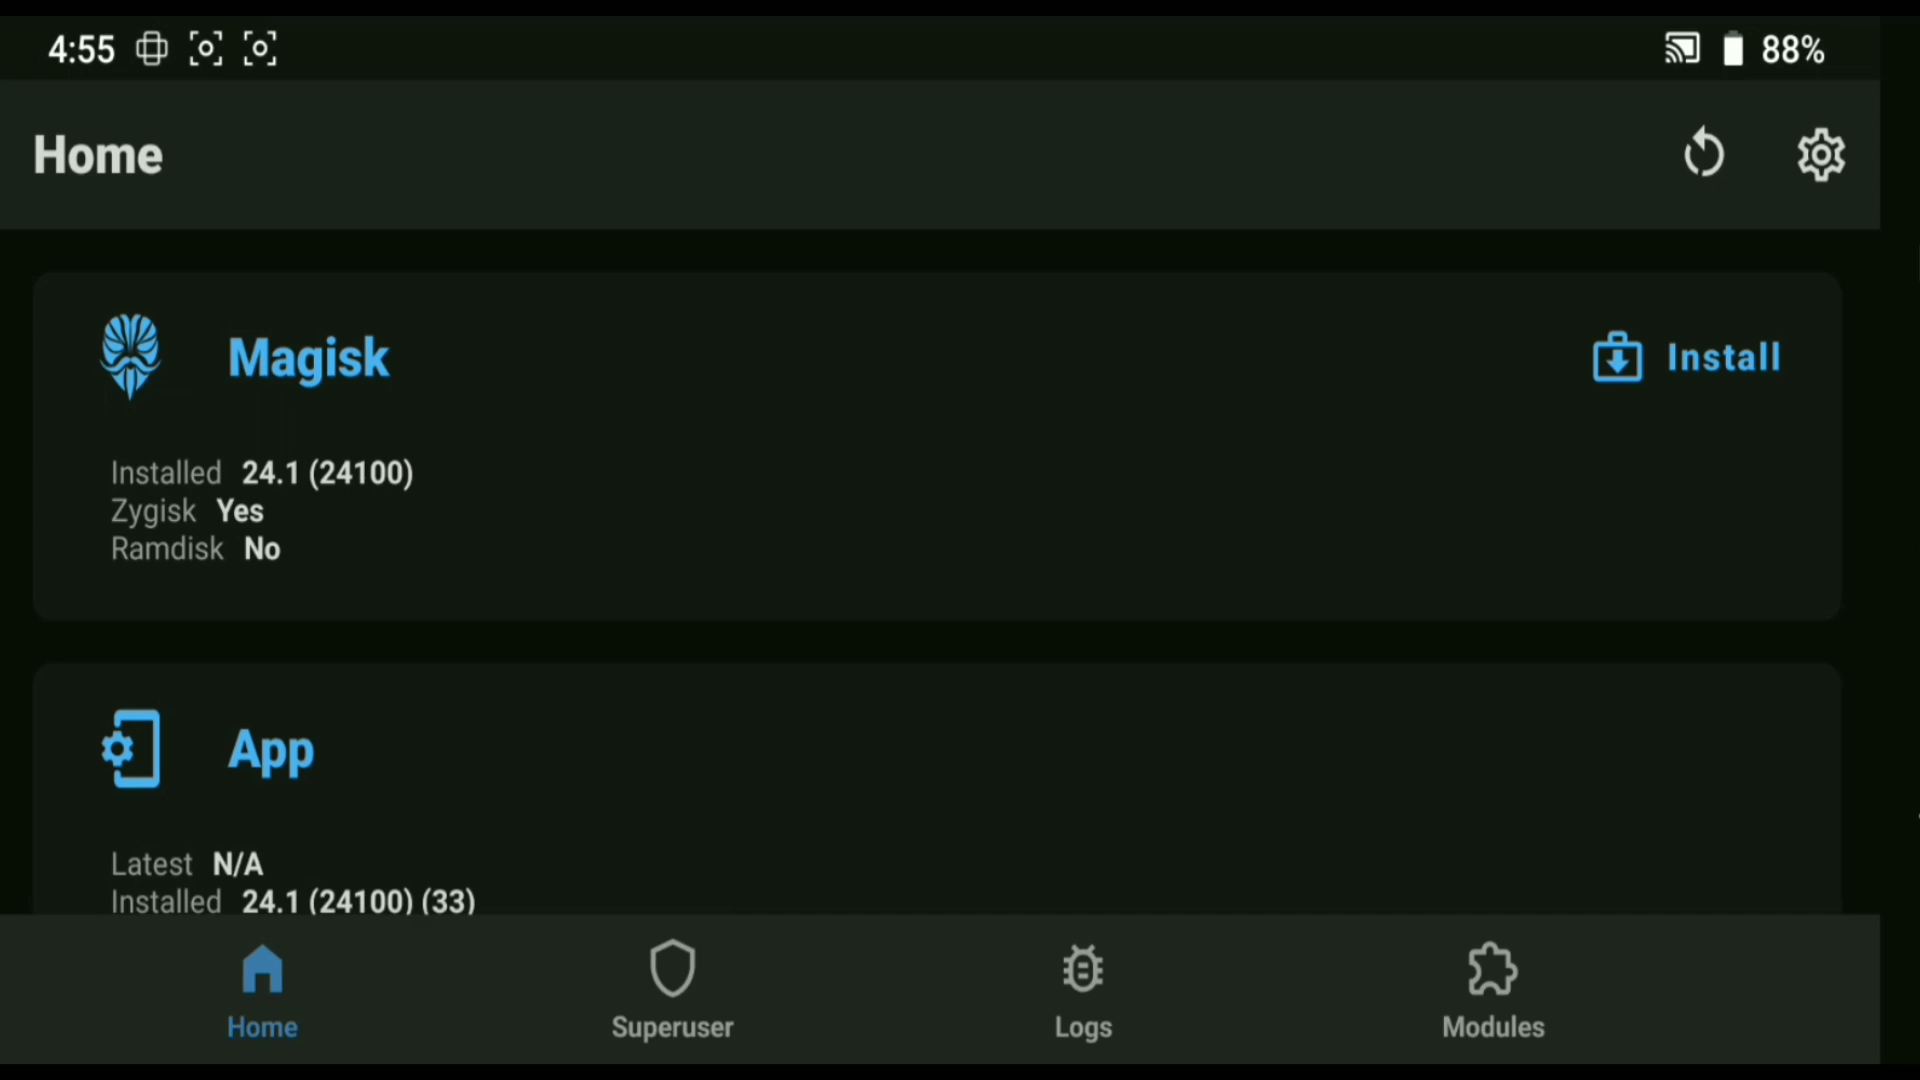 4:55 88%
Home
Magisk Install
Installed 24.1 (24100)
Zygisk Yes
Ramdisk No
App
Latest N/A
Installed 24.1 (24100) (33)
Home Superuser Logs Modules